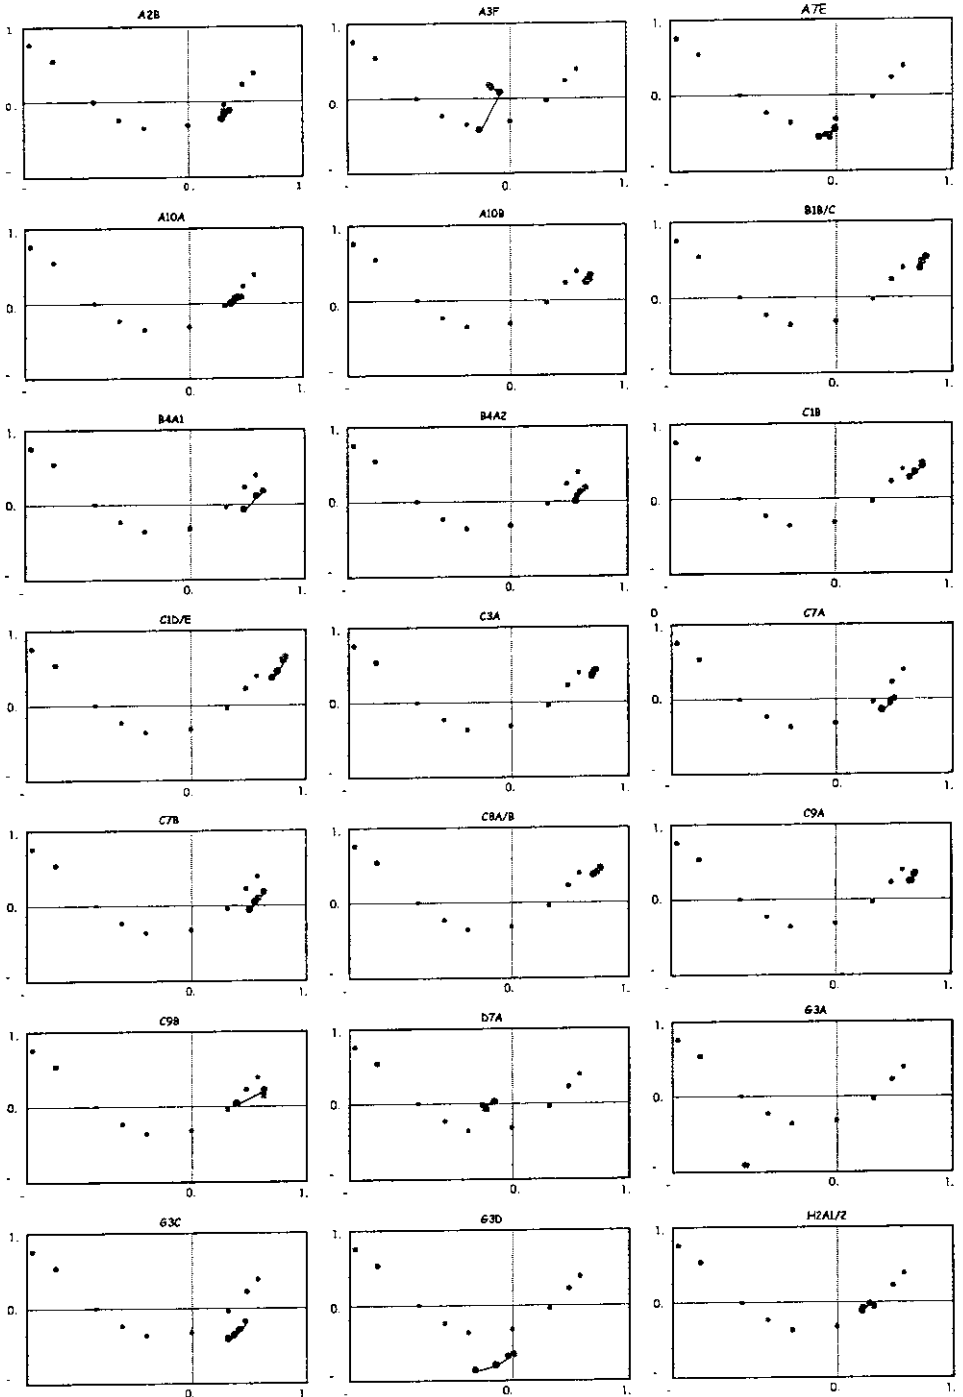 A2B A3F A7E
1 1. 1.
0. 0. 0.
- - -
- 0. 1 - 0. 1. - 0. 1.
A10A A10B B1B/C
1. 1. 1.
0. 0. 0.
- - -
- 0. 1. - 0. 1. - 0. 1.
B4A1 B4A2 C1B
1. 1. 1.
0. 0. 0.
- - -
- 0. 1. - 0. 1. - 0. 1.
C1D/E C3A D C7A
1. 1. 1.
0. 0. 0.
- - -
- 0. 1. - 0. 1. - 0. 1.
C7B C8A/B C9A
1. 1. 1.
0. 0. 0.
- - -
- 0. 1. - 0. 1. - 0. 1.
C9B D7A G3A
1. 1. 1.
0. 0. 0.
- - -
- 0. 1. - 0. 1. - 0. 1.
G3C G3D H2A1/2
1. 1. 1.
0. 0. 0.
- - -
- 0. 1. - 0. 1. - 0. 1.